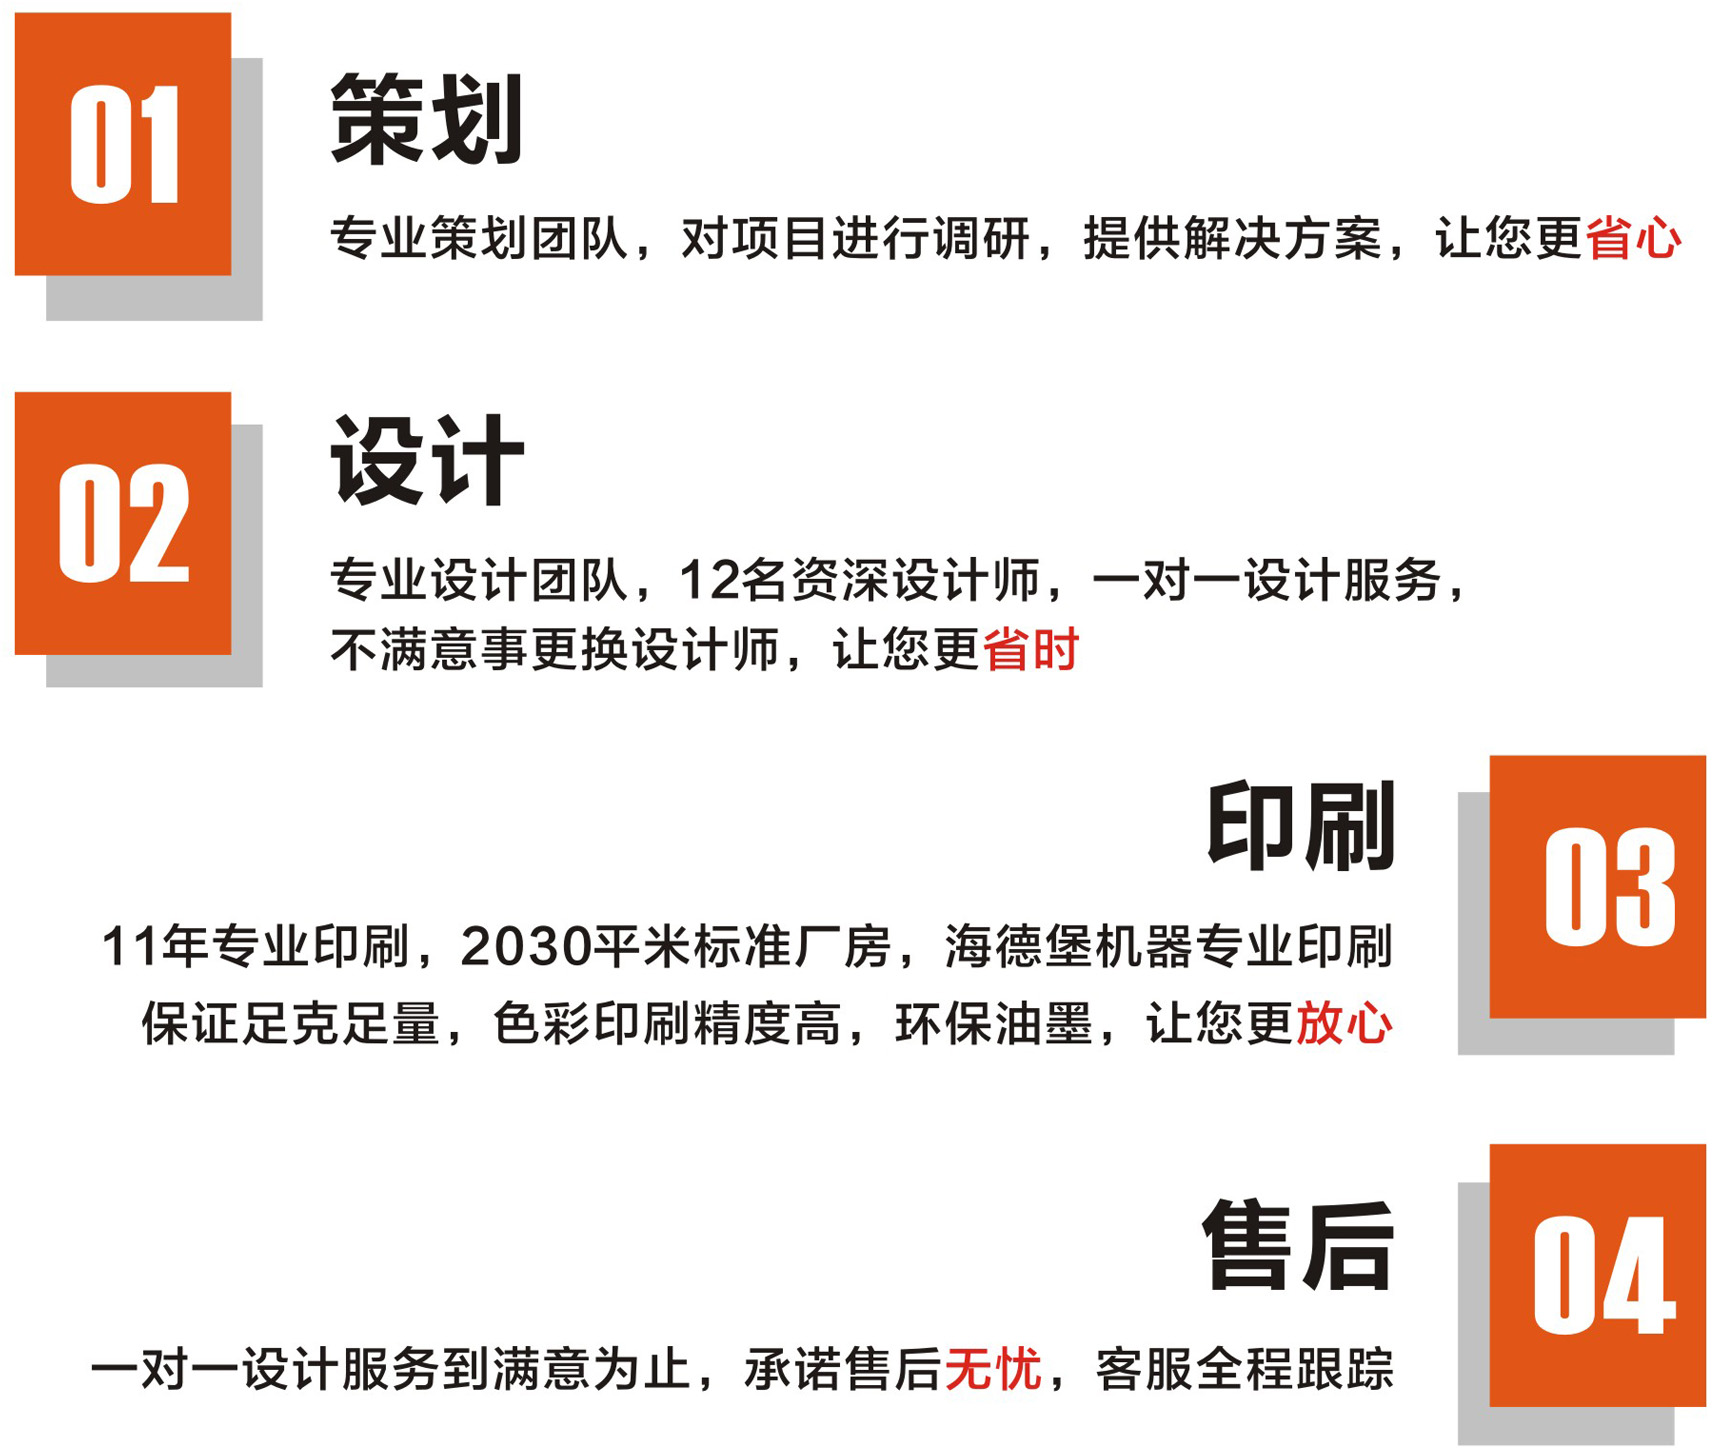 01
策划
专业策划团队，对项目进行调研，提供解决方案，让您更省心
02
设计
专业设计团队，12名资深设计师，一对一设计服务，
不满意事更换设计师，让您更省时
03
印刷
11年专业印刷，2030平米标准厂房，海德堡机器专业印刷
保证足克足量，色彩印刷精度高，环保油墨，让您更放心
04
售后
一对一设计服务到满意为止，承诺售后无忧，客服全程跟踪